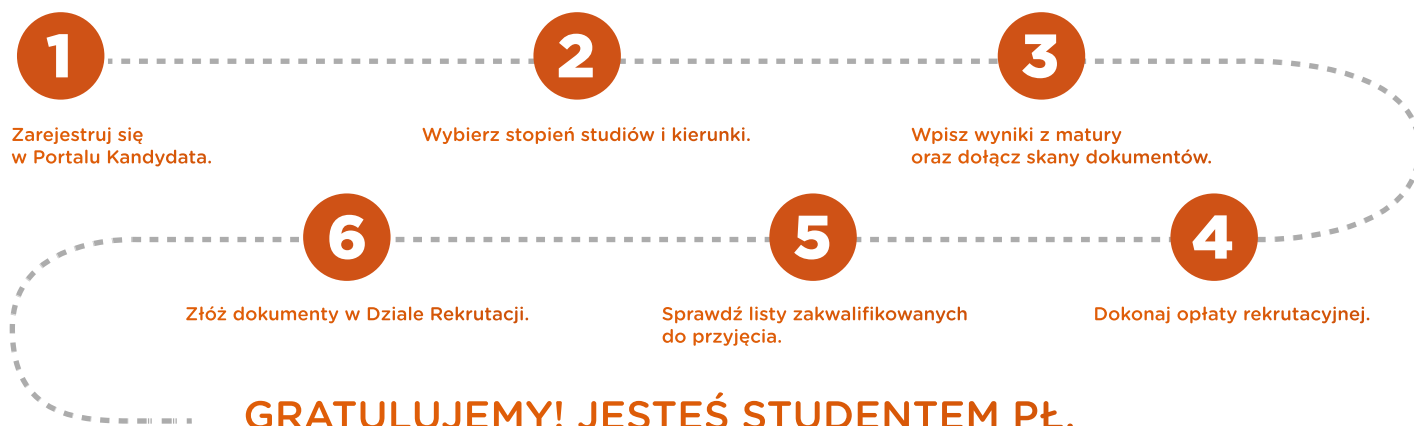 1
2
3
Zarejestruj się
w Portalu Kandydata.
Wybierz stopień studiów i kierunki.
Wpisz wyniki z matury
oraz dołącz skany dokumentów.
4
Dokonaj opłaty rekrutacyjnej.
5
Sprawdź listy zakwalifikowanych
do przyjęcia.
6
Złóż dokumenty w Dziale Rekrutacji.
GRATULUJEMY! JESTEŚ STUDENTEM PŁ.